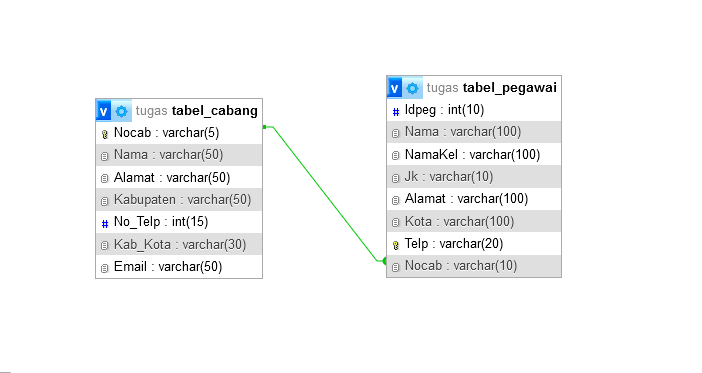 v tugas tabel_cabang
Nocab : varchar(5)
Nama : varchar(50)
Alamat : varchar(50)
Kabupaten : varchar(50)
# No_Telp : int(15)
Kab_Kota : varchar(30)
Email : varchar(50)
v tugas tabel_pegawai
# Idpeg : int(10)
Nama : varchar(100)
NamaKel : varchar(100)
Jk : varchar(10)
Alamat : varchar(100)
Kota : varchar(100)
Telp : varchar(20)
Nocab : varchar(10)